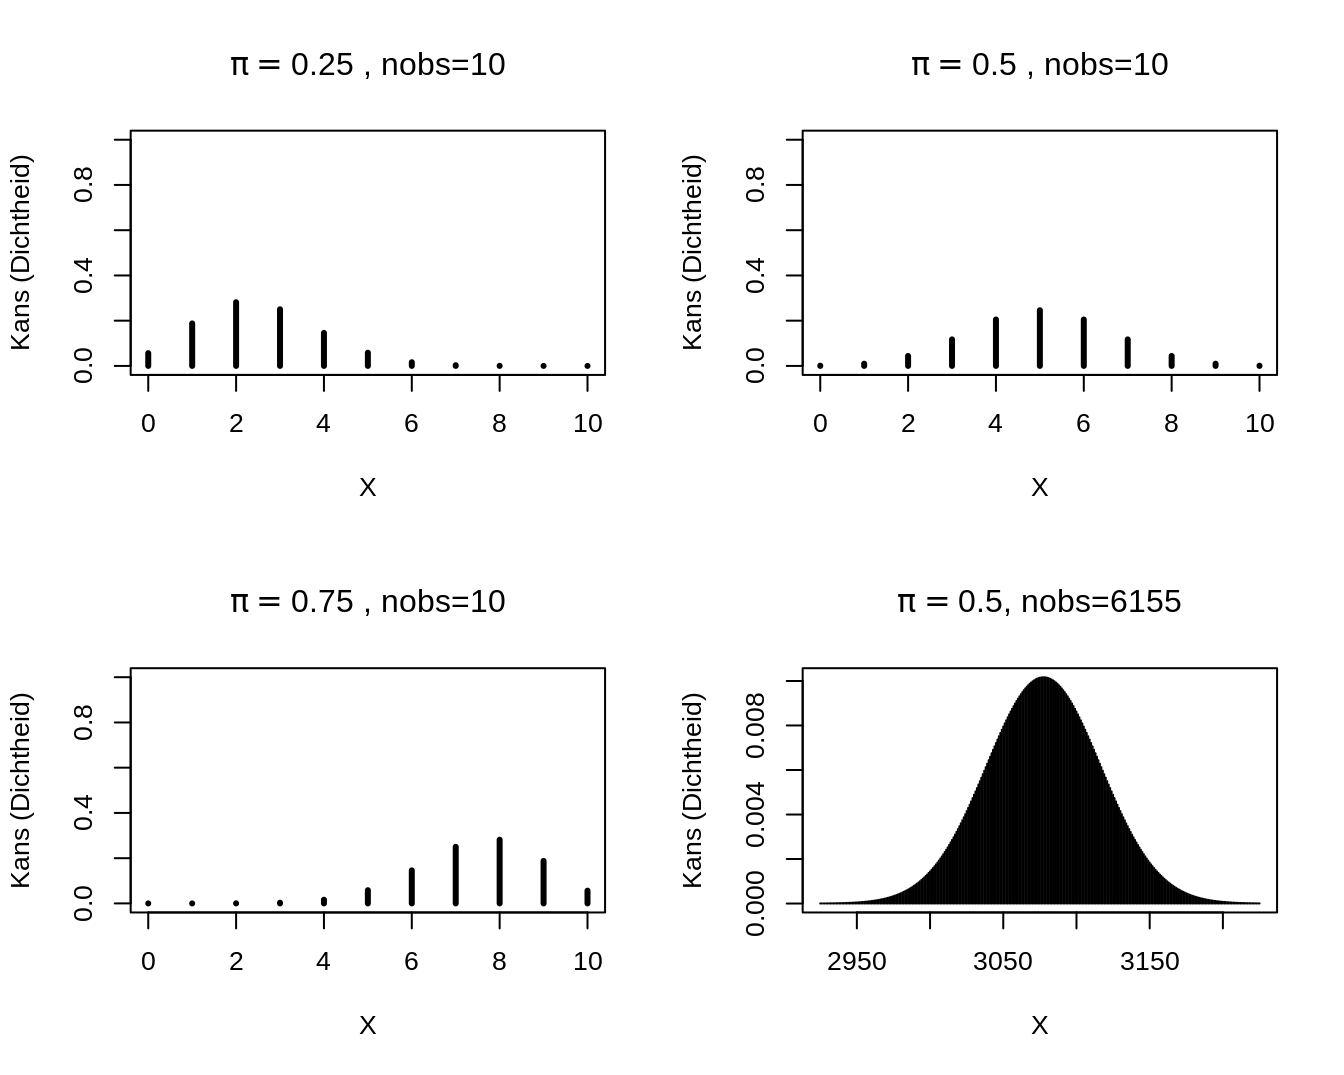 π = 0.25 , nobs=10
Kans (Dichtheid)
0.0 0.4 0.8
0 2 4 6 8 10
X
π = 0.5 , nobs=10
Kans (Dichtheid)
0.0 0.4 0.8
0 2 4 6 8 10
X
π = 0.75 , nobs=10
Kans (Dichtheid)
0.0 0.4 0.8
0 2 4 6 8 10
X
π = 0.5, nobs=6155
Kans (Dichtheid)
0.000 0.004 0.008
2950 3050 3150
X